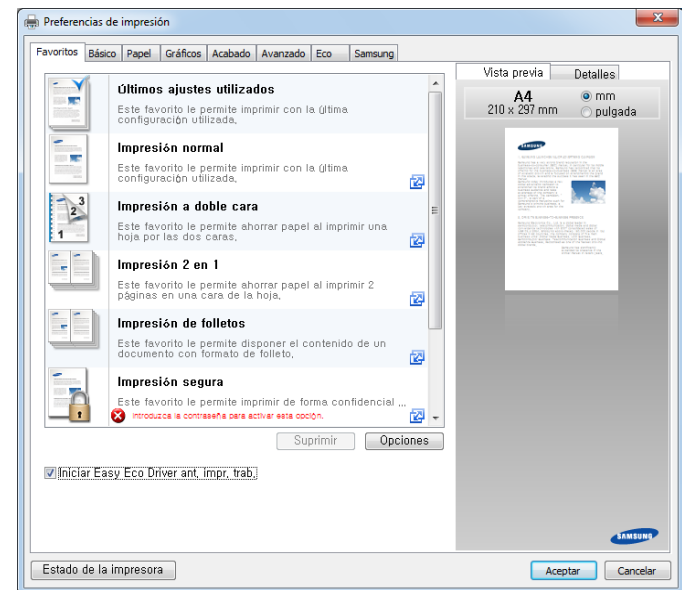 Preferencias de impresión
Favoritos Básico Papel Gráficos Acabado Avanzado Eco Samsung
Últimos ajustes utilizados
Este favorito le permite imprimir con la última
configuración utilizada.
Impresión normal
Este favorito le permite imprimir con la última
configuración utilizada.
Impresión a doble cara
Este favorito le permite ahorrar papel al imprimir una
hoja por las dos caras.
Impresión 2 en 1
Este favorito le permite ahorrar papel al imprimir 2
páginas en una cara de la hoja.
Impresión de folletos
Este favorito le permite disponer el contenido de un
documento con formato de folleto.
Impresión segura
Este favorito le permite imprimir de forma confidencial ...
Introduzca la contraseña para activar esta opción.
Suprimir Opciones
Iniciar Easy Eco Driver ant. impr. trab.
Vista previa Detalles
A4
210 x 297 mm
mm
pulgada
SAMSUNG
SAMSUNG
Estado de la impresora
Aceptar Cancelar
1
2
3